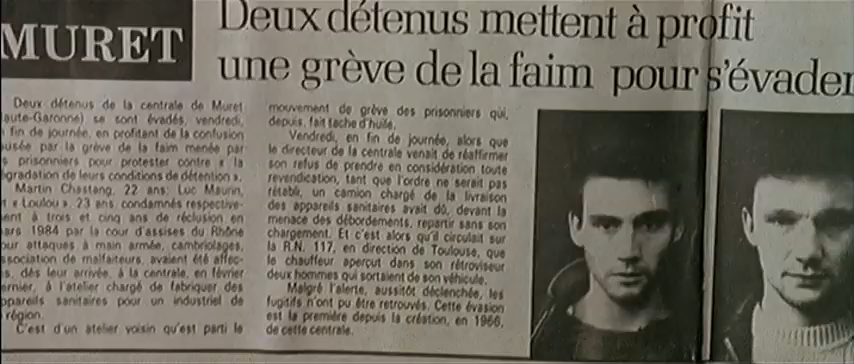 MURET
Deux détenus mettent à profit
une grève de la faim pour s'évader
Deux détenus de la centrale de Muret
aute-Garonne) se sont évadés, vendredi,
fin de journée, en profitant de la confusion
usée par la grève de la faim menée par
s prisonniers pour protester contre « la
gradation de leurs conditions de détention ».
Martin Chastang, 22 ans; Luc Maurin,
t « Loulou », 23 ans condamnés respective-
ent à trois et cinq ans de réclusion en
ars 1984 par la cour d'assises du Rhône
our attaques à main armée, cambriolages,
ssociation de malfaiteurs, avaient été affec-
s, dès leur arrivée, à la centrale, en février
ernier, à l'atelier chargé de fabriquer des
ppareils sanitaires pour un industriel de
région.
C'est d'un atelier voisin qu'est parti le
mouvement de grève des prisonniers qui,
depuis, fait tache d'huile.
Vendredi, en fin de journée, alors que
le directeur de la centrale venait de réaffirmer
son refus de prendre en considération toute
revendication, tant que l'ordre ne serait pas
rétabli, un camion chargé de la livraison
des appareils sanitaires avait dû, devant la
menace des débordements, repartir sans son
chargement. Et c'est alors qu'il circulait sur
la R.N. 117, en direction de Toulouse, que
le chauffeur aperçut dans son rétroviseur
deux hommes qui sortaient de son véhicule.
Malgré l'alerte, aussitôt déclenchée, les
fugitifs n'ont pu être retrouvés. Cette évasion
est la première depuis la création, en 1966,
de cette centrale.